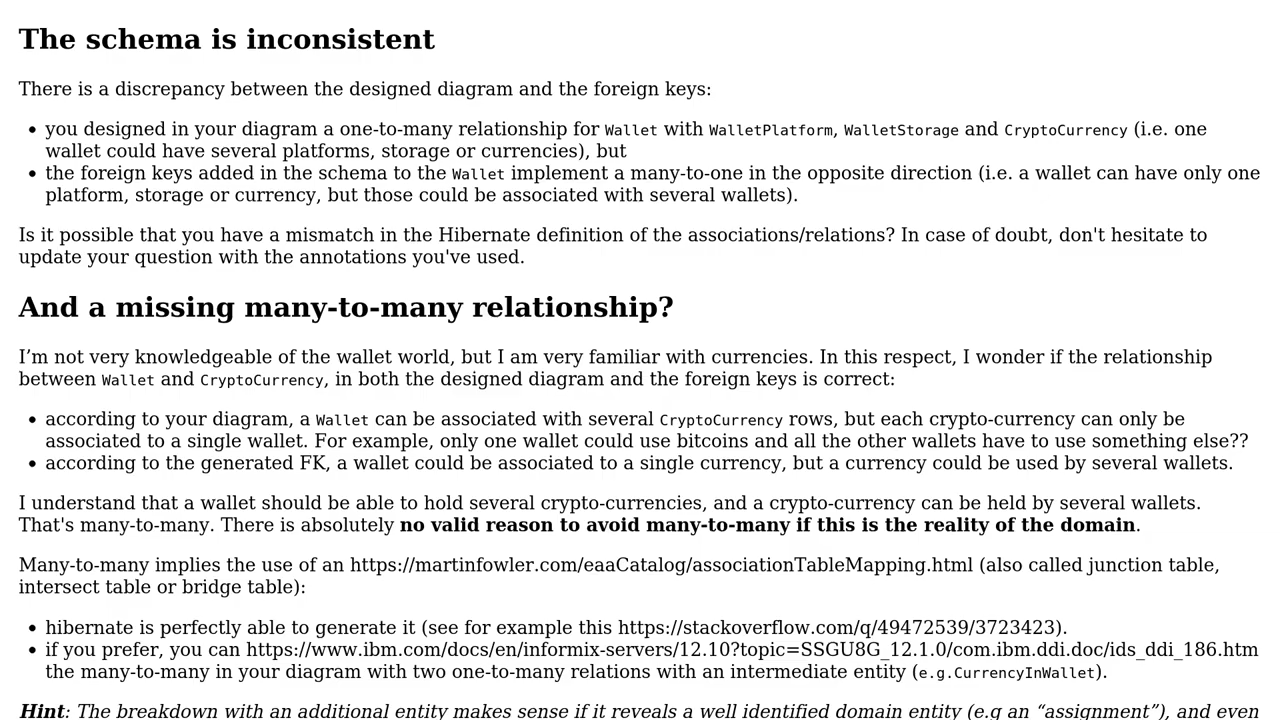 The schema is inconsistent
There is a discrepancy between the designed diagram and the foreign keys:
• you designed in your diagram a one-to-many relationship for Wallet with WalletPlatform, WalletStorage and CryptoCurrency (i.e. one
wallet could have several platforms, storage or currencies), but
• the foreign keys added in the schema to the Wallet implement a many-to-one in the opposite direction (i.e. a wallet can have only one
platform, storage or currency, but those could be associated with several wallets).
Is it possible that you have a mismatch in the Hibernate definition of the associations/relations? In case of doubt, don't hesitate to
update your question with the annotations you've used.
And a missing many-to-many relationship?
I’m not very knowledgeable of the wallet world, but I am very familiar with currencies. In this respect, I wonder if the relationship
between Wallet and CryptoCurrency, in both the designed diagram and the foreign keys is correct:
• according to your diagram, a Wallet can be associated with several CryptoCurrency rows, but each crypto-currency can only be
associated to a single wallet. For example, only one wallet could use bitcoins and all the other wallets have to use something else??
• according to the generated FK, a wallet could be associated to a single currency, but a currency could be used by several wallets.
I understand that a wallet should be able to hold several crypto-currencies, and a crypto-currency can be held by several wallets.
That's many-to-many. There is absolutely no valid reason to avoid many-to-many if this is the reality of the domain.
Many-to-many implies the use of an https://martinfowler.com/eaaCatalog/associationTableMapping.html (also called junction table,
intersect table or bridge table):
• hibernate is perfectly able to generate it (see for example this https://stackoverflow.com/q/49472539/3723423).
• if you prefer, you can https://www.ibm.com/docs/en/informix-servers/12.10?topic=SSGU8G_12.1.0/com.ibm.ddi.doc/ids_ddi_186.htm
the many-to-many in your diagram with two one-to-many relations with an intermediate entity (e.g.CurrencyInWallet).
Hint: The breakdown with an additional entity makes sense if it reveals a well identified domain entity (e.g an “assignment”), and even